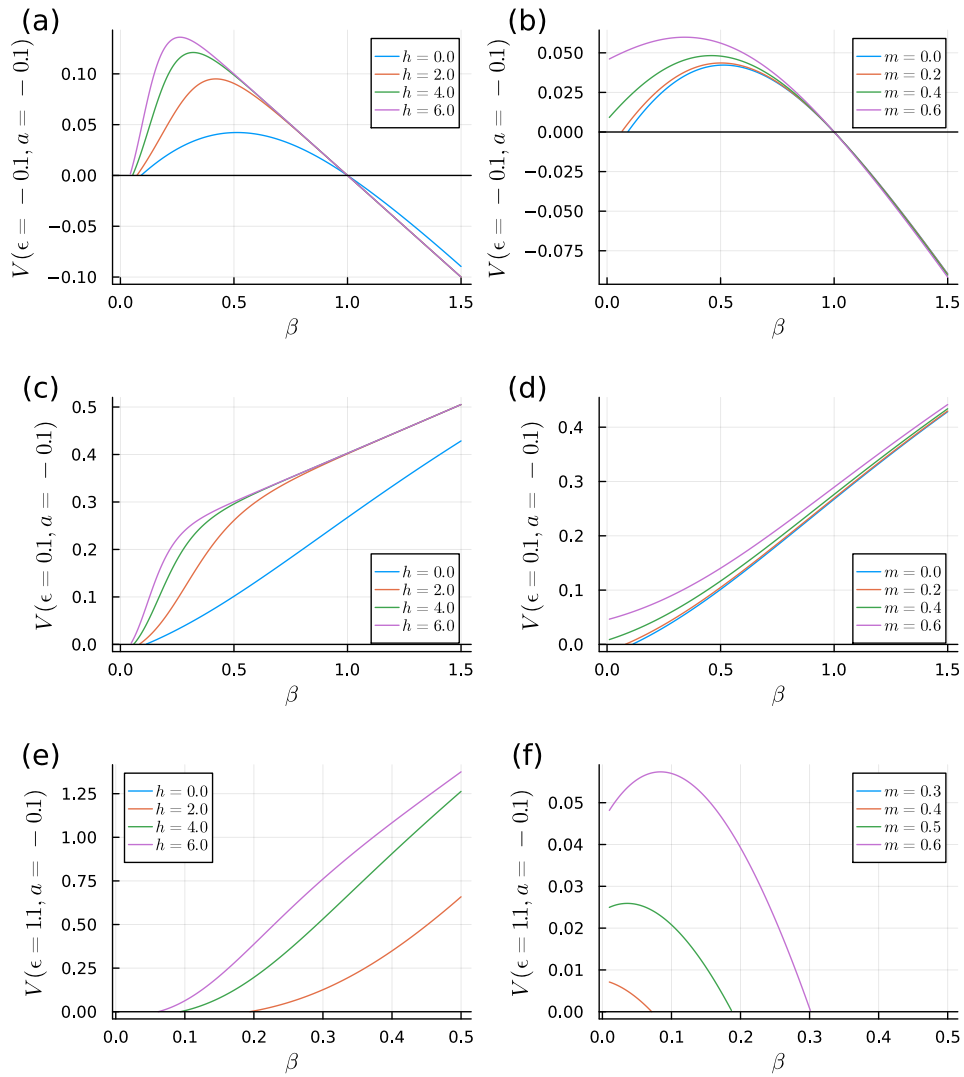 (a)
V(ϵ = − 0.1, a = − 0.1)
0.10
0.05
0.00
−0.05
−0.10
0.0 0.5 1.0 1.5
β
h = 0.0
h = 2.0
h = 4.0
h = 6.0
(b)
V(ϵ = − 0.1, a = − 0.1)
0.050
0.025
0.000
−0.025
−0.050
−0.075
0.0 0.5 1.0 1.5
β
m = 0.0
m = 0.2
m = 0.4
m = 0.6
(c)
V(ϵ = 0.1, a = − 0.1)
0.5
0.4
0.3
0.2
0.1
0.0
0.0 0.5 1.0 1.5
β
h = 0.0
h = 2.0
h = 4.0
h = 6.0
(d)
V(ϵ = 0.1, a = − 0.1)
0.4
0.3
0.2
0.1
0.0
0.0 0.5 1.0 1.5
β
m = 0.0
m = 0.2
m = 0.4
m = 0.6
(e)
V(ϵ = 1.1, a = − 0.1)
1.25
1.00
0.75
0.50
0.25
0.00
0.0 0.1 0.2 0.3 0.4 0.5
β
h = 0.0
h = 2.0
h = 4.0
h = 6.0
(f)
V(ϵ = 1.1, a = − 0.1)
0.05
0.04
0.03
0.02
0.01
0.00
0.0 0.1 0.2 0.3 0.4 0.5
β
m = 0.3
m = 0.4
m = 0.5
m = 0.6